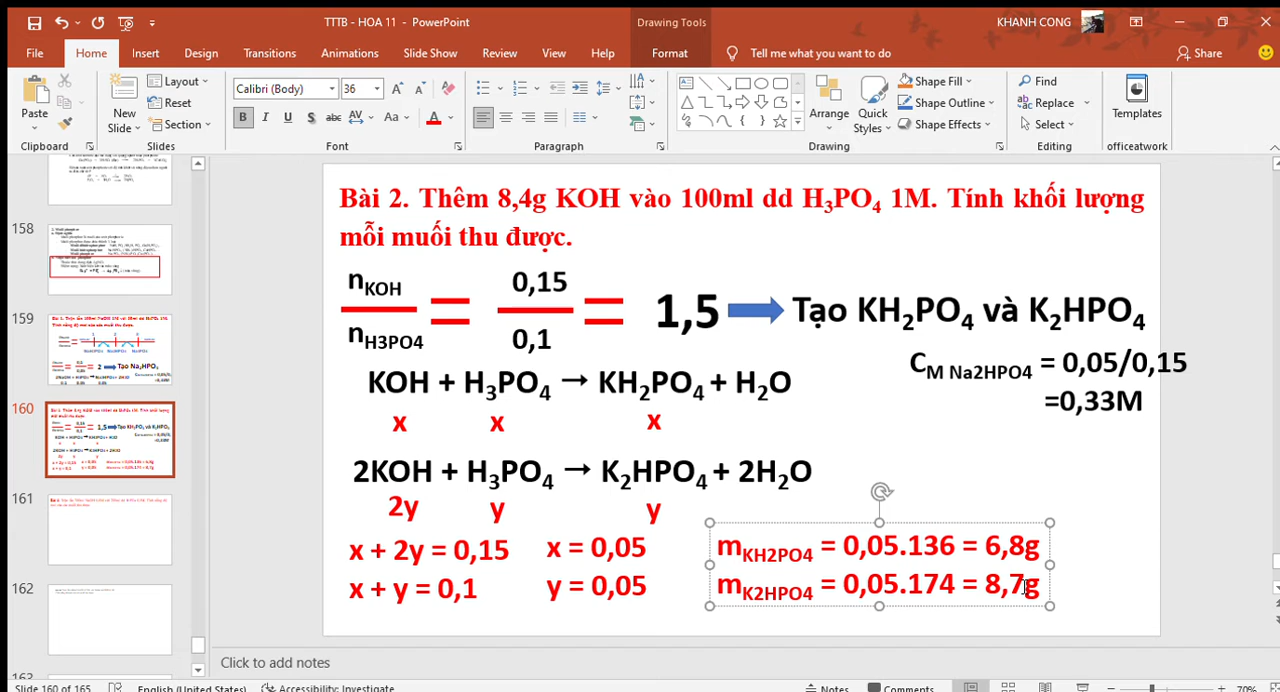 TTTB - HOA 11 - PowerPoint
Drawing Tools
KHANH CONG
File Home Insert Design Transitions Animations Slide Show Review View Help Format Tell me what you want to do Share
Paste
New Slide
Layout
Reset
Section
Calibri (Body) 36
B I U S abc AV Aa A
Arrange
Quick Styles
Shape Fill
Shape Outline
Shape Effects
Find
Replace
Select
Templates
Clipboard Slides Font Paragraph Drawing Editing officeatwork
158
159
160
161
162
Bài 2. Thêm 8,4g KOH vào 100ml dd H₃PO₄ 1M. Tính khối lượng
mỗi muối thu được.
nKOH / nH3PO4 = 0,15 / 0,1 = 1,5 Tạo KH₂PO₄ và K₂HPO₄
CM Na2HPO4 = 0,05/0,15
=0,33M
KOH + H₃PO₄ → KH₂PO₄ + H₂O
x x x
2KOH + H₃PO₄ → K₂HPO₄ + 2H₂O
2y y y
x + 2y = 0,15 x = 0,05
x + y = 0,1 y = 0,05
mKH2PO4 = 0,05.136 = 6,8g
mK2HPO4 = 0,05.174 = 8,7g
Click to add notes
Slide 160 of 165 English (United States) Accessibility: Investigate Notes Comments 70%